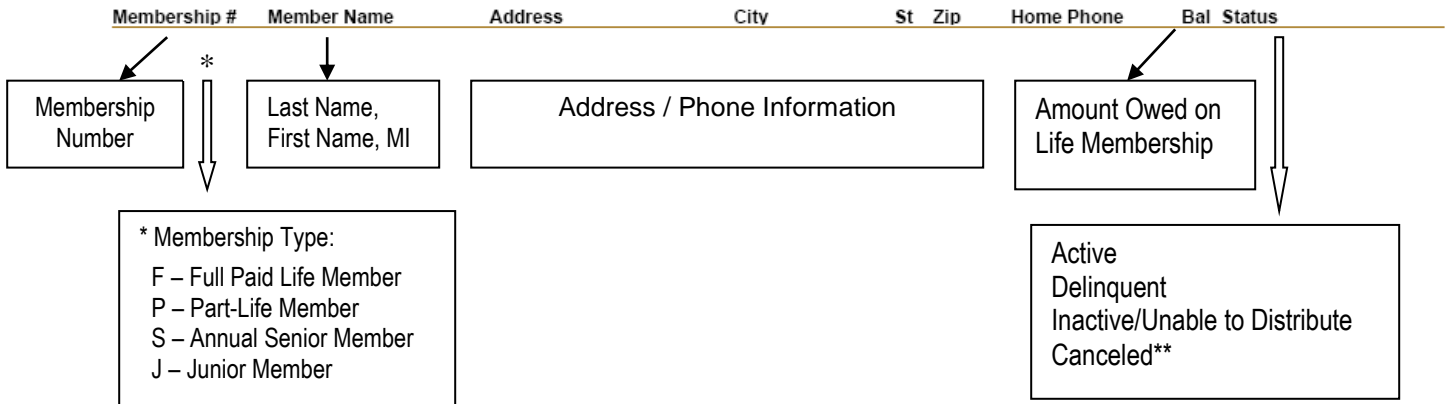 Membership # Member Name Address City St Zip Home Phone Bal Status
*
Membership
Number
Last Name,
First Name, MI
Address / Phone Information
Amount Owed on
Life Membership
* Membership Type:
F – Full Paid Life Member
P – Part-Life Member
S – Annual Senior Member
J – Junior Member
Active
Delinquent
Inactive/Unable to Distribute
Canceled**